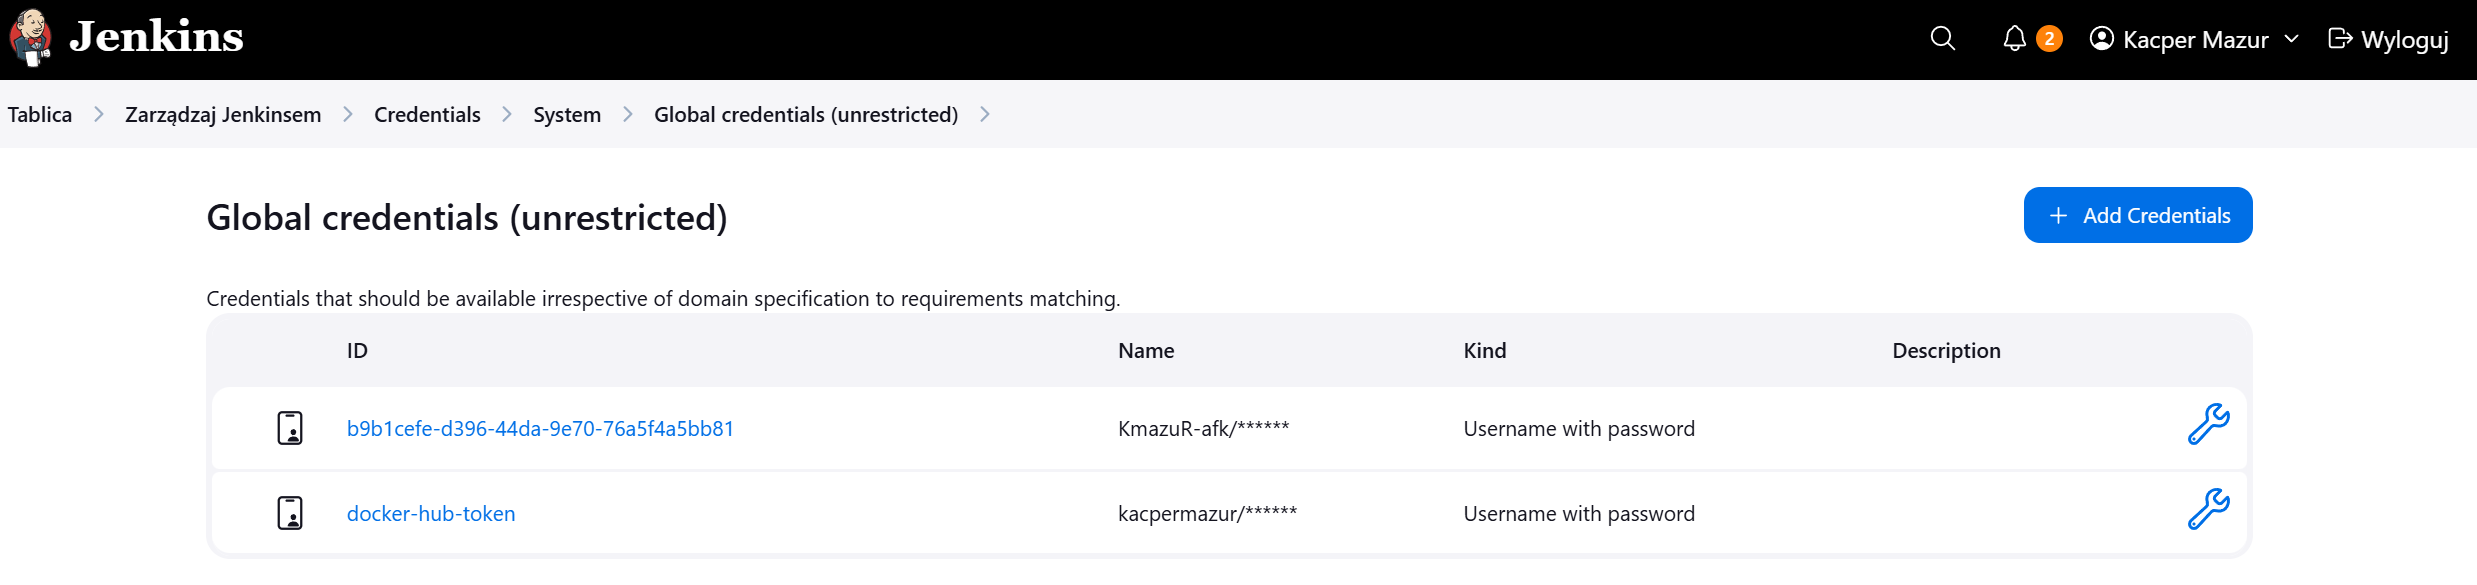 Jenkins 2 Kacper Mazur Wyloguj
Tablica Zarządzaj Jenkinsem Credentials System Global credentials (unrestricted)
Global credentials (unrestricted) + Add Credentials
Credentials that should be available irrespective of domain specification to requirements matching.
ID Name Kind Description
b9b1cefe-d396-44da-9e70-76a5f4a5bb81 KmazuR-afk/****** Username with password
docker-hub-token kacpermazur/****** Username with password